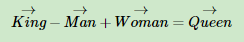 King − Man + Woman = Queen